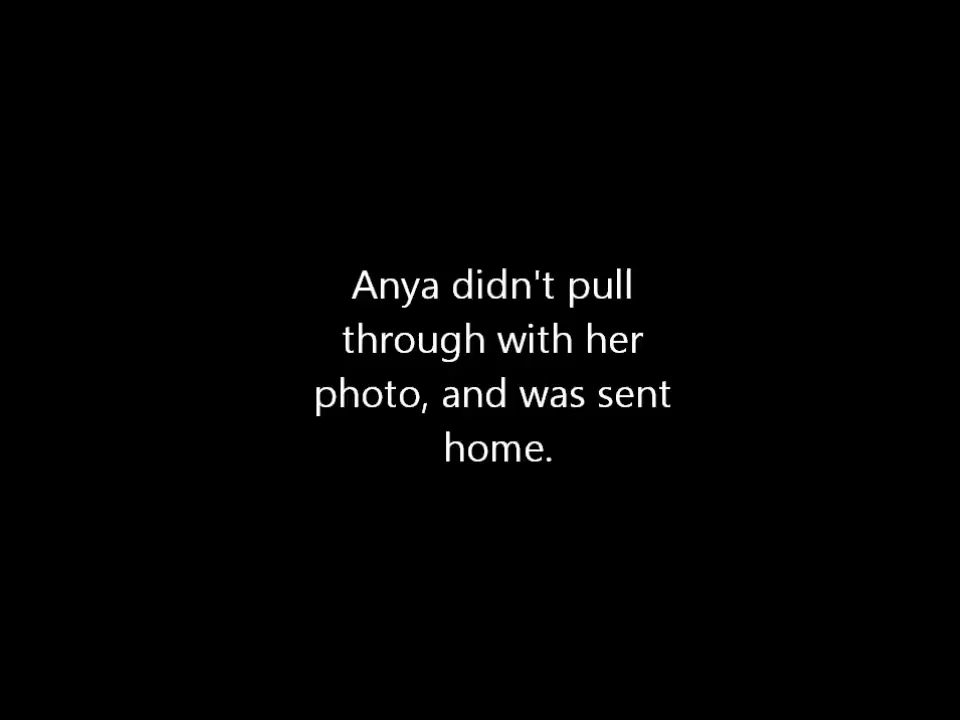 Anya didn't pull
through with her
photo, and was sent
home.